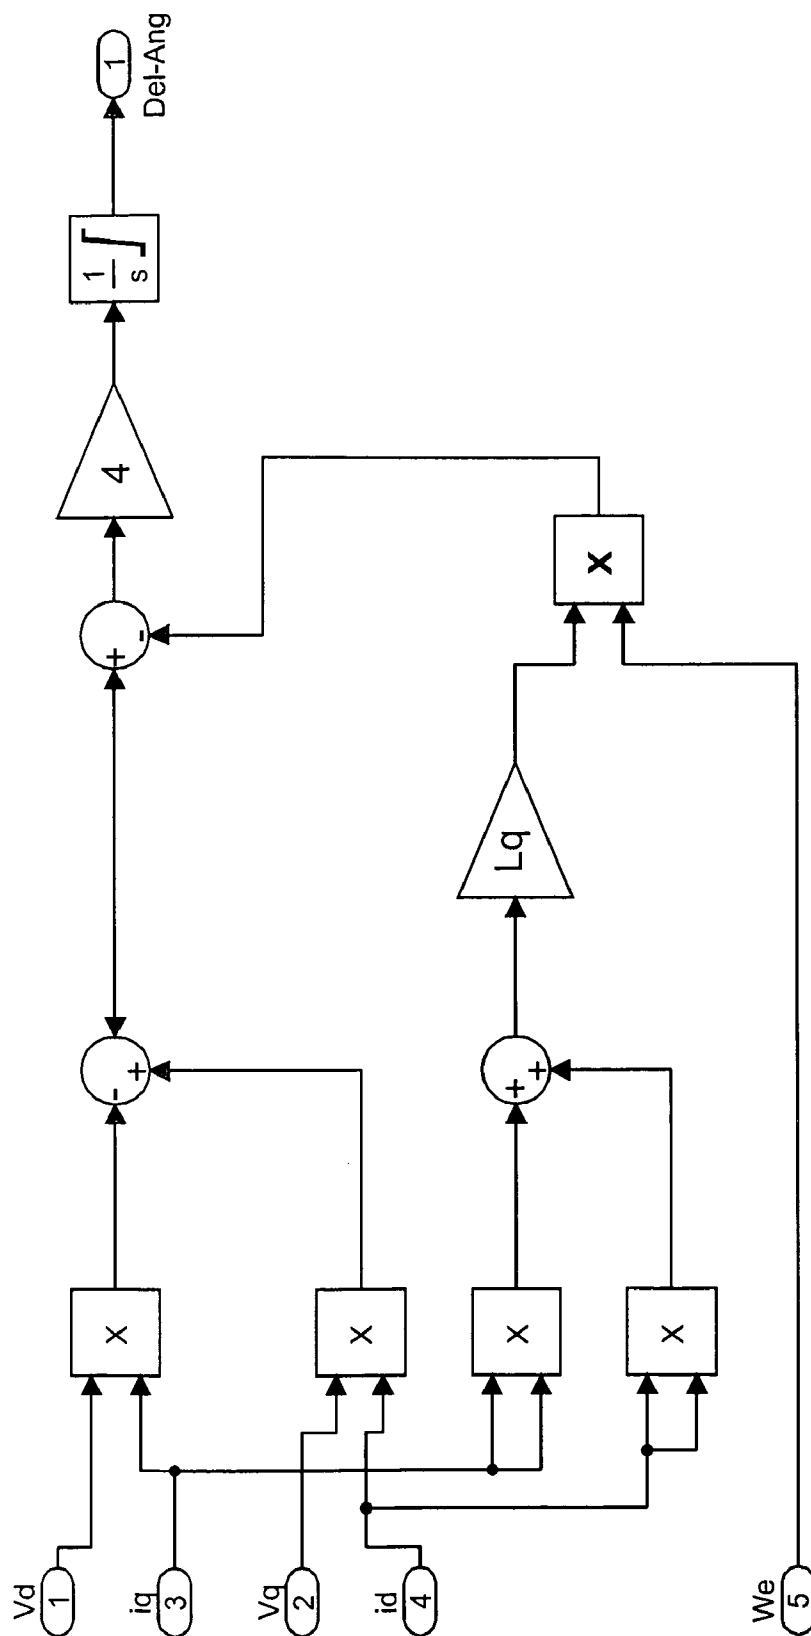 Vd
1
iq
3
Vq
2
id
4
We
5
X
X
X
X
-
+
+
+
Lq
X
+
-
4
1
s
∫
1
Del-Ang